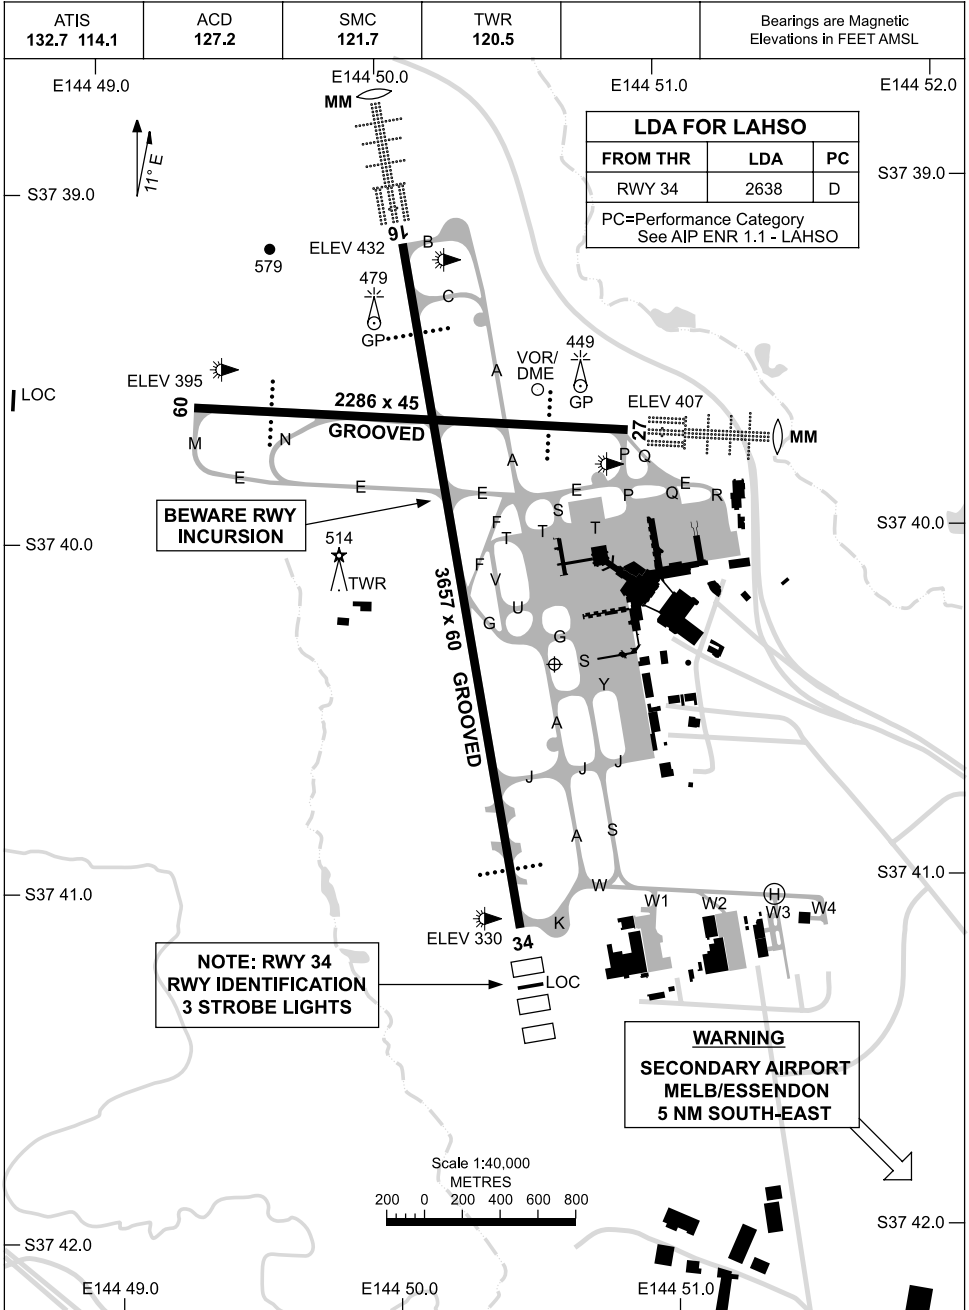 ATIS
132.7 114.1
ACD
127.2
SMC
121.7
TWR
120.5
Bearings are Magnetic
Elevations in FEET AMSL
E144 49.0
E144 50.0
E144 51.0
E144 52.0
MM
11° E
LDA FOR LAHSO
FROM THR
LDA
PC
RWY 34
2638
D
PC=Performance Category
See AIP ENR 1.1 - LAHSO
S37 39.0
S37 39.0
16
ELEV 432
B
579
479
GP
C
449
GP
VOR/
DME
A
ELEV 395
LOC
09
2286 x 45
GROOVED
ELEV 407
27
MM
M
N
A
P
Q
E
E
E
E
P
Q
E
R
BEWARE RWY
INCURSION
F
S
T
T
T
S37 40.0
S37 40.0
514
TWR
F
V
U
G
G
S
Y
3657 x 60 GROOVED
A
J
J
J
A
S
W
S37 41.0
S37 41.0
H
W1
W2
W3
W4
K
ELEV 330
34
LOC
NOTE: RWY 34
RWY IDENTIFICATION
3 STROBE LIGHTS
WARNING
SECONDARY AIRPORT
MELB/ESSENDON
5 NM SOUTH-EAST
Scale 1:40,000
METRES
200 0 200 400 600 800
S37 42.0
S37 42.0
E144 49.0
E144 50.0
E144 51.0